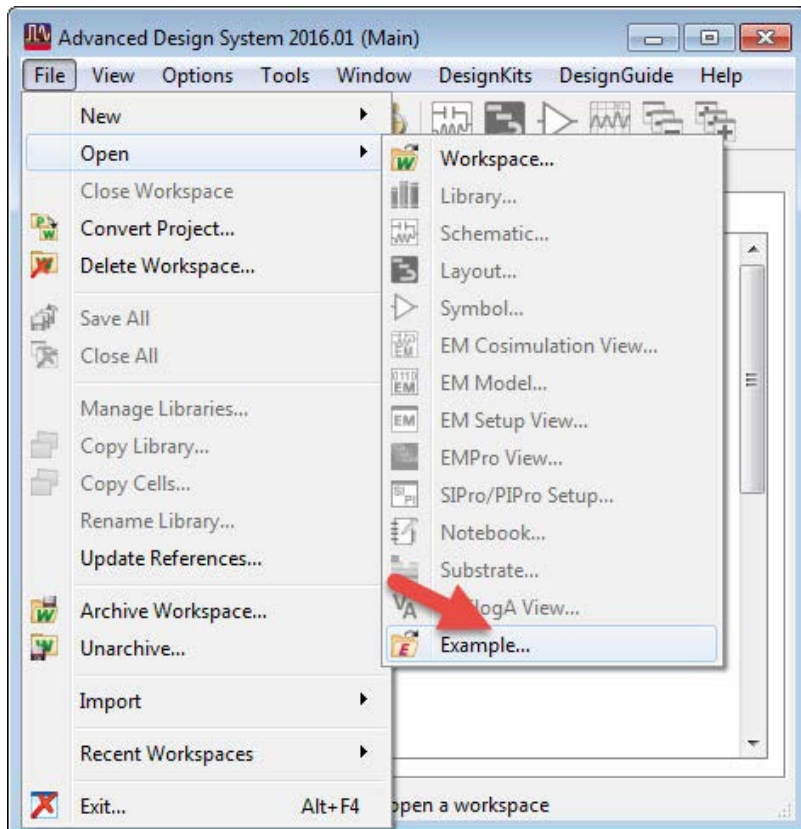 Advanced Design System 2016.01 (Main)
File View Options Tools Window DesignKits DesignGuide Help
New
Open
Close Workspace
Convert Project...
Delete Workspace...
Save All
Close All
Manage Libraries...
Copy Library...
Copy Cells...
Rename Library...
Update References...
Archive Workspace...
Unarchive...
Import
Recent Workspaces
Exit... Alt+F4
Workspace...
Library...
Schematic...
Layout...
Symbol...
EM Cosimulation View...
EM Model...
EM Setup View...
EMPro View...
SIPro/PIPro Setup...
Notebook...
Substrate...
logA View...
Example...
open a workspace